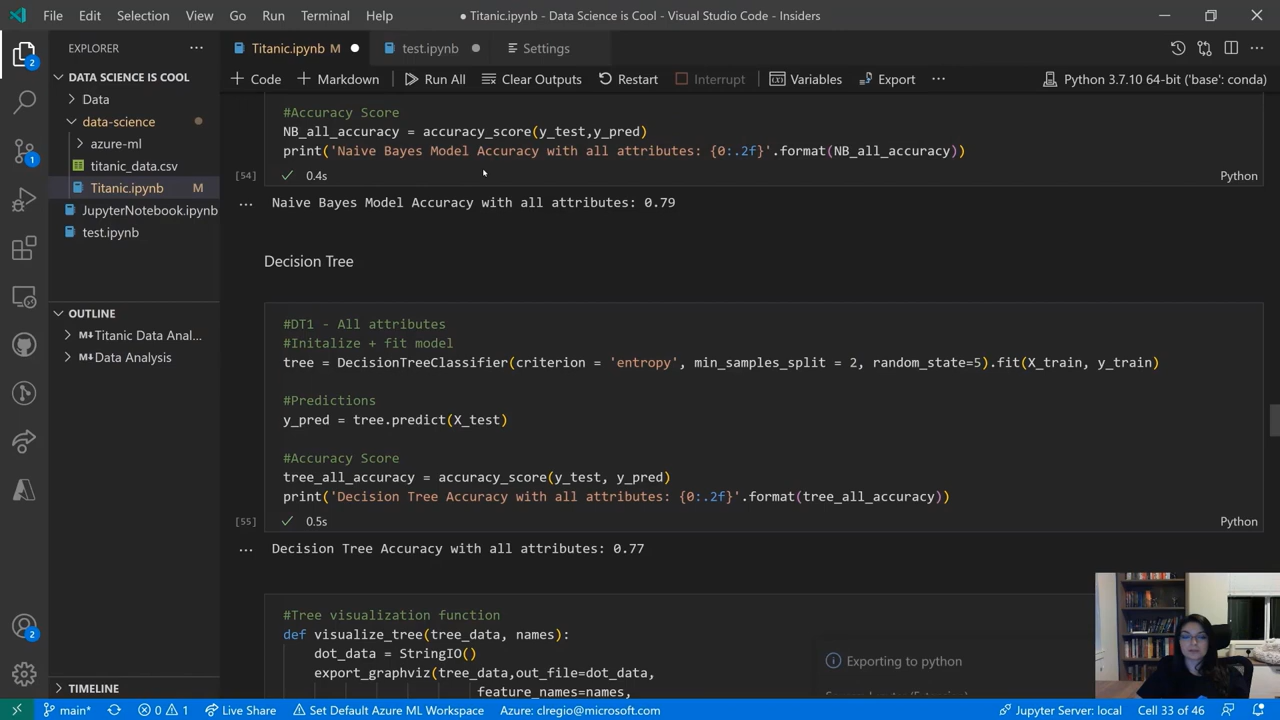 File Edit Selection View Go Run Terminal Help
● Titanic.ipynb - Data Science is Cool - Visual Studio Code - Insiders
EXPLORER ···
Titanic.ipynb M ●
test.ipynb ●
Settings
DATA SCIENCE IS COOL
Data
data-science
azure-ml
titanic_data.csv
Titanic.ipynb M
JupyterNotebook.ipynb
test.ipynb
OUTLINE
M↓Titanic Data Anal...
M↓Data Analysis
TIMELINE
2
1
2
+ Code + Markdown Run All Clear Outputs Restart Interrupt Variables Export ··· Python 3.7.10 64-bit ('base': conda)
#Accuracy Score
NB_all_accuracy = accuracy_score(y_test,y_pred)
print('Naive Bayes Model Accuracy with all attributes: {0:.2f}'.format(NB_all_accuracy))
[54] ✓ 0.4s Python
... Naive Bayes Model Accuracy with all attributes: 0.79
Decision Tree
#DT1 - All attributes
#Initalize + fit model
tree = DecisionTreeClassifier(criterion = 'entropy', min_samples_split = 2, random_state=5).fit(X_train, y_train)
#Predictions
y_pred = tree.predict(X_test)
#Accuracy Score
tree_all_accuracy = accuracy_score(y_test, y_pred)
print('Decision Tree Accuracy with all attributes: {0:.2f}'.format(tree_all_accuracy))
[55] ✓ 0.5s Python
... Decision Tree Accuracy with all attributes: 0.77
#Tree visualization function
def visualize_tree(tree_data, names):
dot_data = StringIO()
export_graphviz(tree_data,out_file=dot_data,
feature_names=names,
Exporting to python
main* 0 1 Live Share Set Default Azure ML Workspace Azure: clregio@microsoft.com Jupyter Server: local Cell 33 of 46